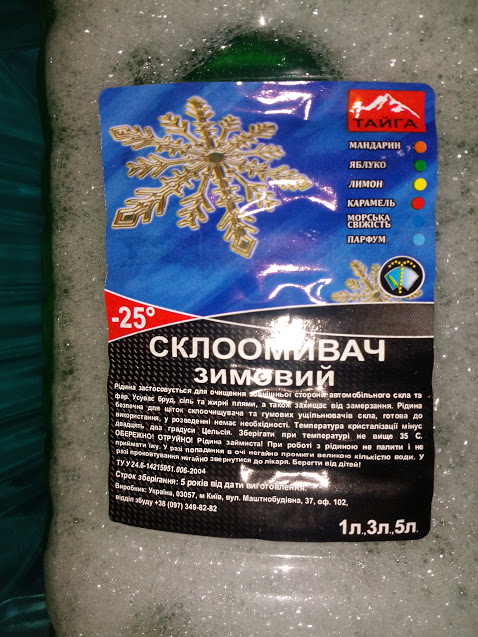 ТАЙГА
МАНДАРИН
ЯБЛУКО
ЛИМОН
КАРАМЕЛЬ
МОРСЬКА
СВІЖІСТЬ
ПАРФУМ
-25°
СКЛООМИВАЧ
ЗИМОВИЙ
Рідина застосовується для очищення зовнішньої сторони автомобільного скла та
фар. Усуває бруд, сіль та жирні плями, а також захищає від замерзання. Рідина
безпечна для щіток склоочищувача та гумових ущільнювачів скла, готова до
використання, у розведенні немає необхідності. Температура кристалізації мінус
двадцять два градуси Цельсія. Зберігати при температурі не вище 35 С.
ОБЕРЕЖНО! ОТРУЙНО! Рідина займиста! При роботі з рідиною не палити і не
приймати їжу. У разі попадання в очі негайно промити великою кількістю води. У
разі проковтування негайно звернутися до лікаря. Берегти від дітей!
ТУ У 24.6-14215951.006-2004
Строк зберігання: 5 років від дати виготовлення.
Виробник: Україна, 03057, м Київ, вул. Маштнобудівна, 37, оф. 102,
відділ збуду +38 (097) 349-82-82
1л.,3л.,5л.